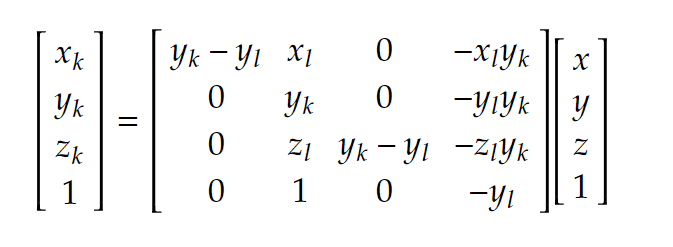 [ x_k ] = [ y_k − y_l  x_l  0  −x_l y_k ] [ x ]
[ y_k ] [ 0  y_k  0  −y_l y_k ] [ y ]
[ z_k ] [ 0  z_l  y_k − y_l  −z_l y_k ] [ z ]
[ 1 ] [ 0  1  0  −y_l ] [ 1 ]